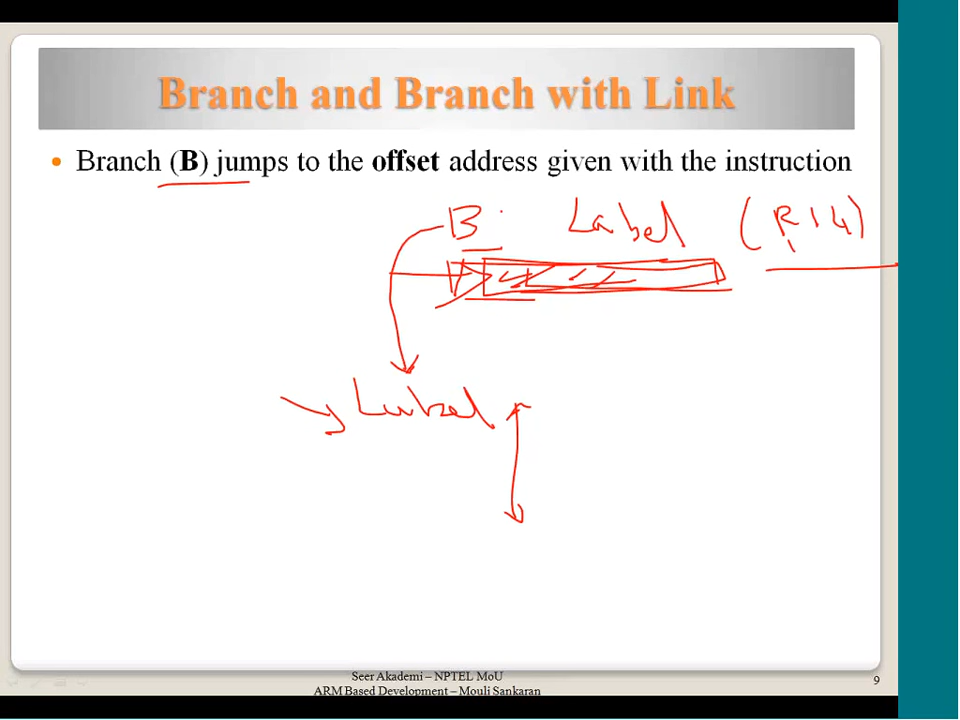 Branch and Branch with Link
• Branch (B) jumps to the offset address given with the instruction
B Label (R14)
Label
Seer Akademi – NPTEL MoU
ARM Based Development – Mouli Sankaran
9